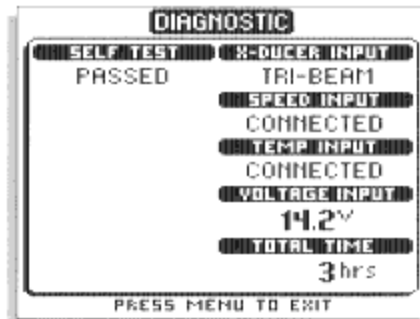 DIAGNOSTIC
SELF TEST
PASSED
X-DUCER INPUT
TRI-BEAM
SPEED INPUT
CONNECTED
TEMP INPUT
CONNECTED
VOLTAGE INPUT
14.2V
TOTAL TIME
3hrs
PRESS MENU TO EXIT